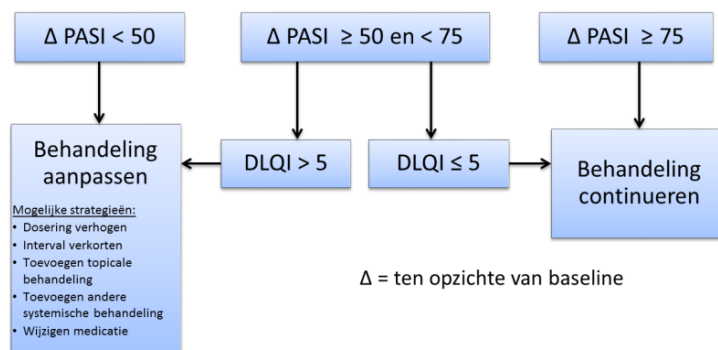 Δ PASI < 50
Δ PASI ≥ 50 en < 75
Δ PASI ≥ 75
Behandeling
aanpassen
Mogelijke strategieën:
• Dosering verhogen
• Interval verkorten
• Toevoegen topicale
behandeling
• Toevoegen andere
systemische behandeling
• Wijzigen medicatie
DLQI > 5
DLQI ≤ 5
Behandeling
continueren
Δ = ten opzichte van baseline